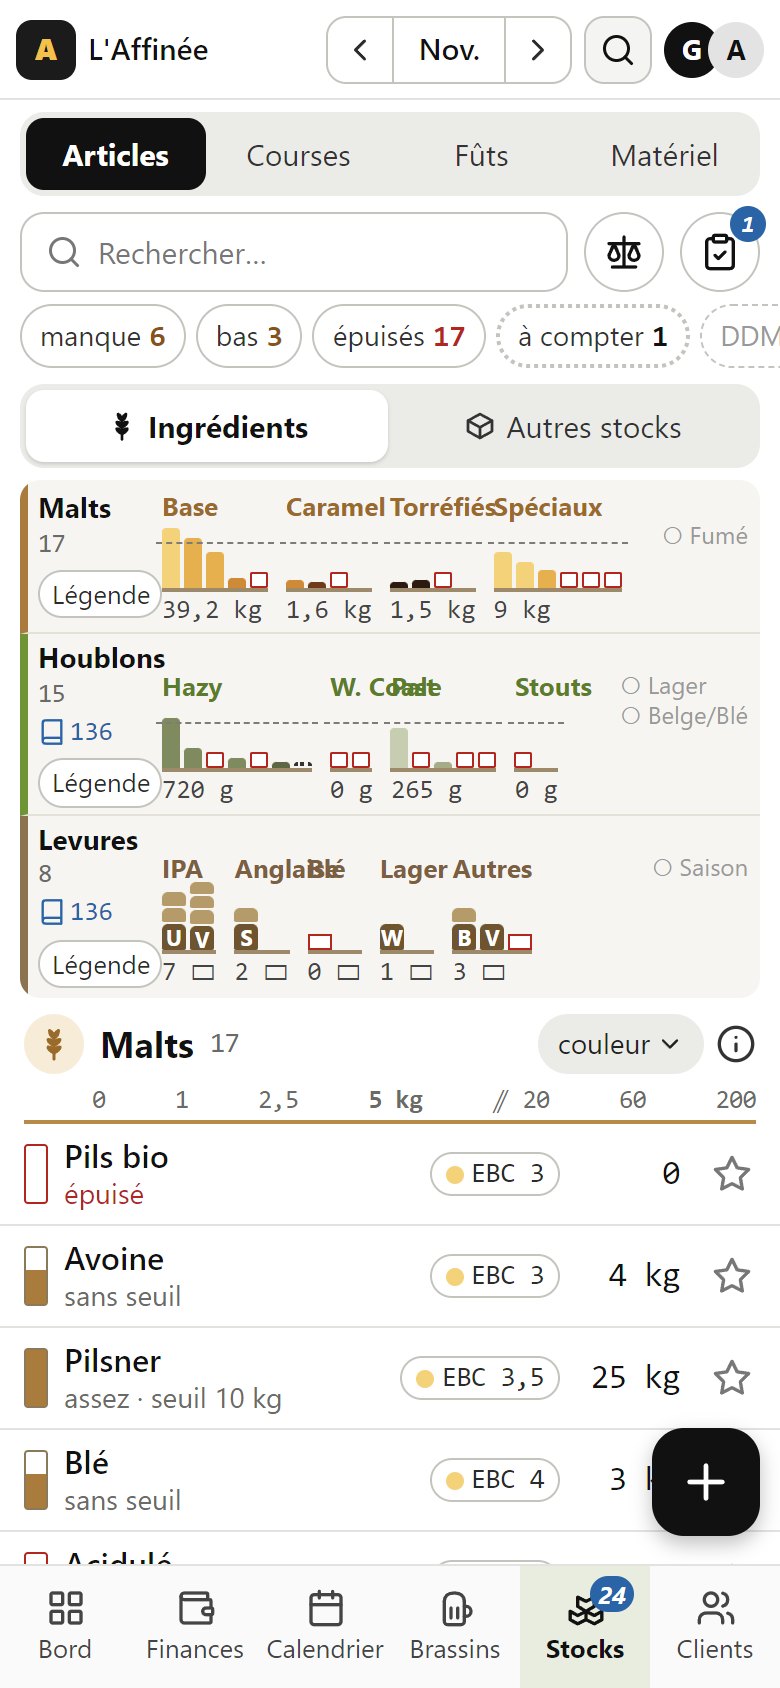 A L'Affinée Nov. G A
Articles Courses Fûts Matériel
Rechercher... 1
manque 6 bas 3 épuisés 17 à compter 1 DDM
Ingrédients Autres stocks
Malts Base Caramel Torréfiés Spéciaux
17 Fumé
Légende 39,2 kg 1,6 kg 1,5 kg 9 kg
Houblons
15 Hazy W. Coast Pale Stouts Lager
Belge/Blé
136
Légende 720 g 0 g 265 g 0 g
Levures
8 IPA Anglaise Blé Lager Autres Saison
136 U V S W B V
Légende 7 2 0 1 3
Malts 17 couleur
0 1 2,5 5 kg // 20 60 200
Pils bio EBC 3 0
épuisé
Avoine EBC 3 4 kg
sans seuil
Pilsner EBC 3,5 25 kg
assez · seuil 10 kg
Blé EBC 4 3
sans seuil
Acidulé
24
Bord Finances Calendrier Brassins Stocks Clients